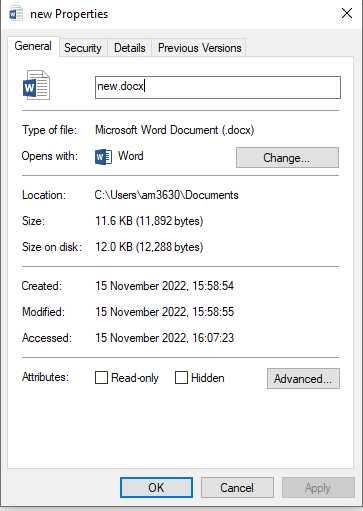 new Properties
General Security Details Previous Versions
new.docx
Type of file: Microsoft Word Document (.docx)
Opens with: Word Change...
Location: C:\Users\am3630\Documents
Size: 11.6 KB (11,892 bytes)
Size on disk: 12.0 KB (12,288 bytes)
Created: 15 November 2022, 15:58:54
Modified: 15 November 2022, 15:58:55
Accessed: 15 November 2022, 16:07:23
Attributes: Read-only Hidden Advanced...
OK Cancel Apply